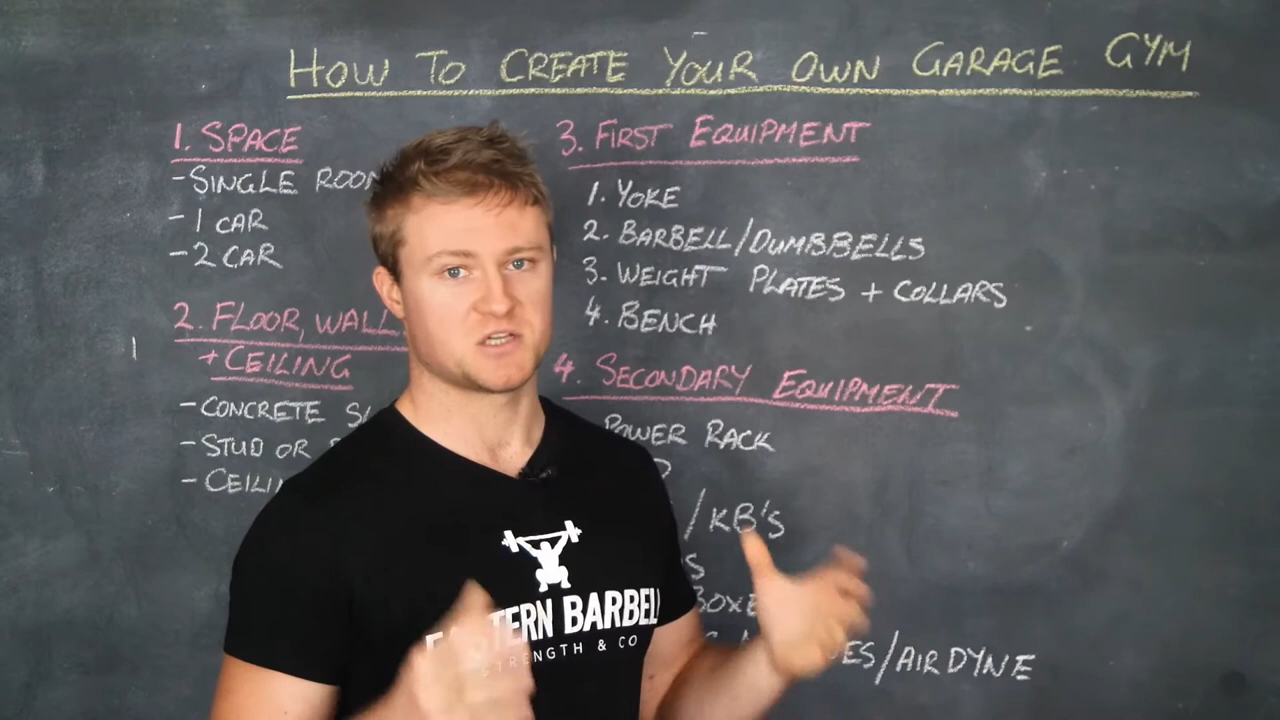 HOW TO CREATE YOUR OWN GARAGE GYM
1. SPACE
- SINGLE ROOM
- 1 CAR
- 2 CAR
2. FLOOR, WALL
+ CEILING
- CONCRETE
- STUD OR
3. FIRST EQUIPMENT
1. YOKE
2. BARBELL/DUMBBELLS
3. WEIGHT PLATES + COLLARS
4. BENCH
4. SECONDARY EQUIPMENT
POWER RACK
/KB'S
/AIRDYNE
BARBELL
STRENGTH & CO